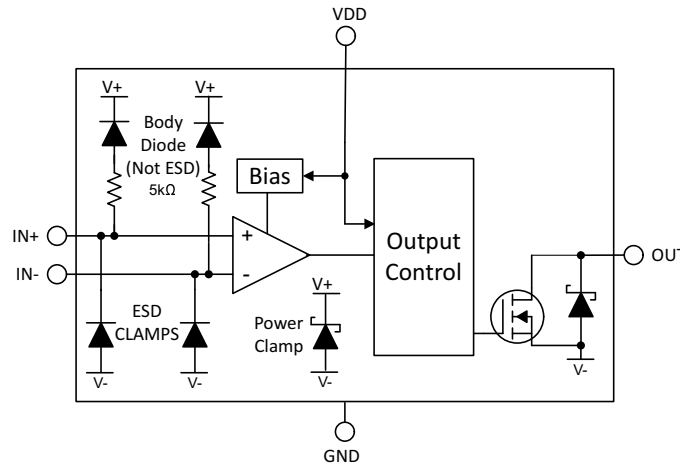 VDD
V+
V+
Body
Diode
(Not ESD)
5kΩ
Bias
IN+
+
IN-
-
Output
Control
OUT
ESD
CLAMPS
V+
Power
Clamp
V-
V-
V-
V-
GND